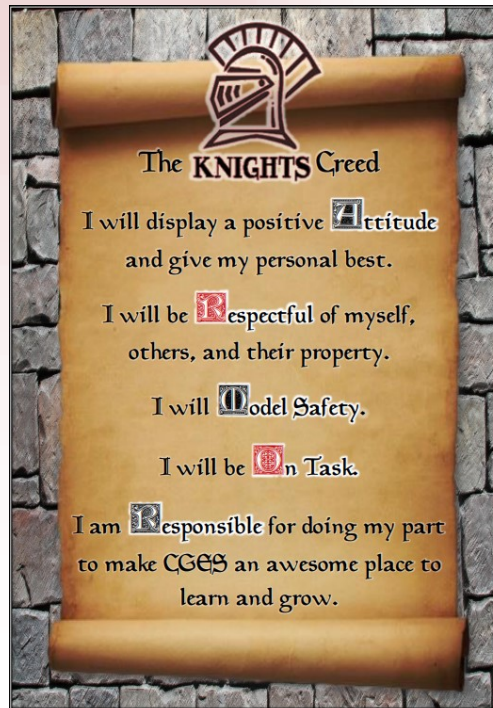 The KNIGHTS Creed
I will display a positive Attitude
and give my personal best.
I will be Respectful of myself,
others, and their property.
I will Model Safety.
I will be On Task.
I am Responsible for doing my part
to make CGES an awesome place to
learn and grow.